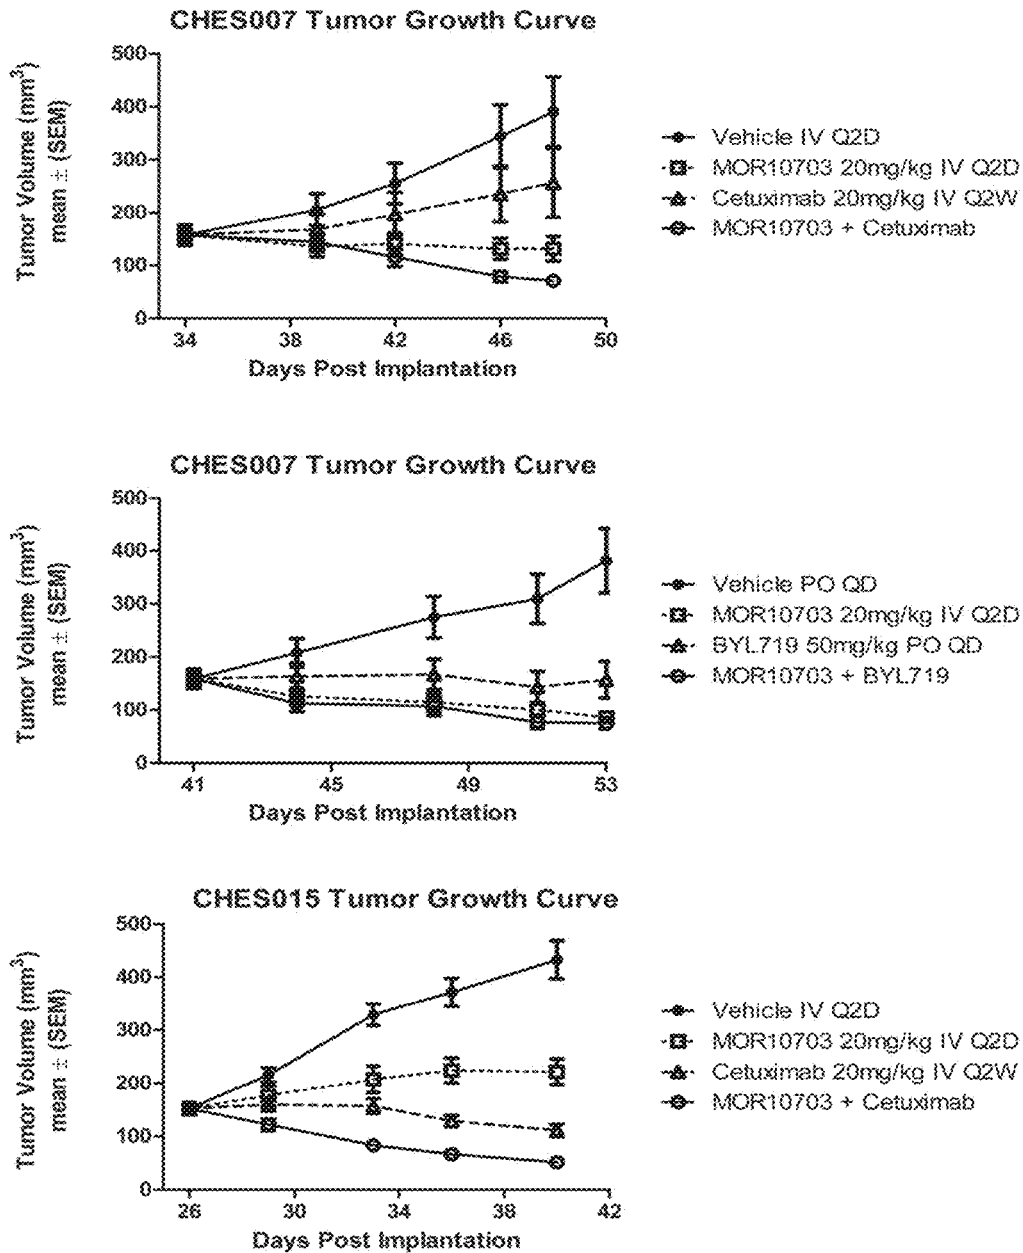 CHES007 Tumor Growth Curve
Tumor Volume (mm³)
mean ± (SEM)
500
400
300
200
100
0
34
38
42
46
50
Days Post Implantation
Vehicle IV Q2D
MOR10703 20mg/kg IV Q2D
Cetuximab 20mg/kg IV Q2W
MOR10703 + Cetuximab
CHES007 Tumor Growth Curve
Tumor Volume (mm³)
mean ± (SEM)
500
400
300
200
100
0
41
45
49
53
Days Post Implantation
Vehicle PO QD
MOR10703 20mg/kg IV Q2D
BYL719 50mg/kg PO QD
MOR10703 + BYL719
CHES015 Tumor Growth Curve
Tumor Volume (mm³)
mean ± (SEM)
500
400
300
200
100
0
26
30
34
38
42
Days Post Implantation
Vehicle IV Q2D
MOR10703 20mg/kg IV Q2D
Cetuximab 20mg/kg IV Q2W
MOR10703 + Cetuximab